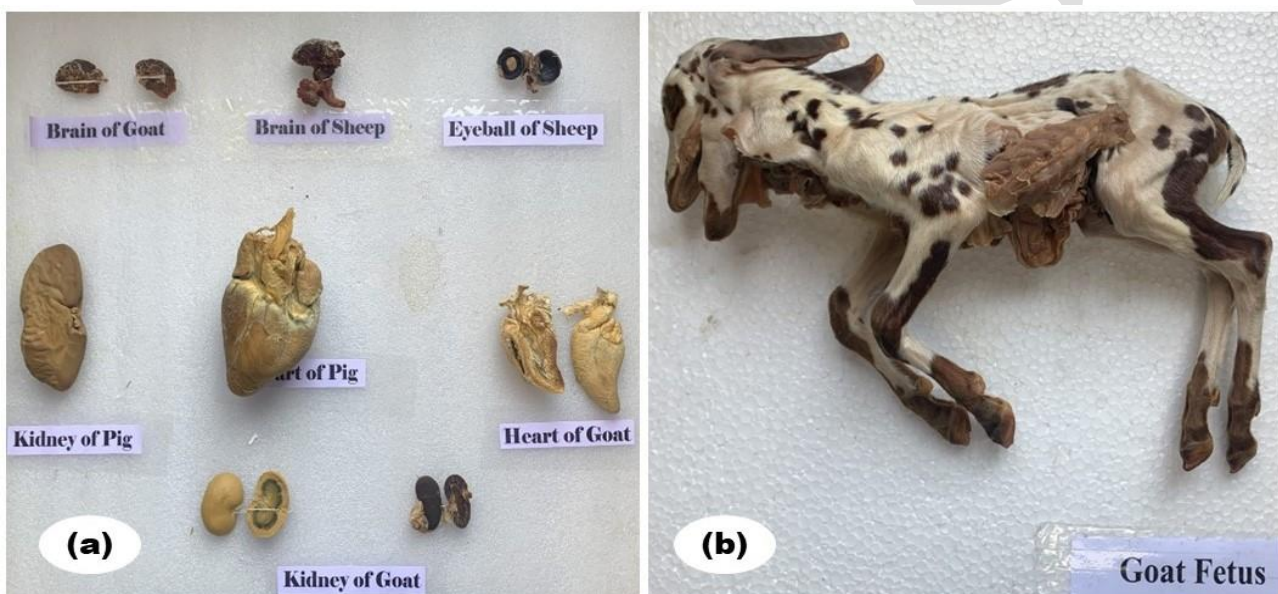 Brain of Goat
Brain of Sheep
Eyeball of Sheep
art of Pig
Kidney of Pig
Heart of Goat
Kidney of Goat
(a)
(b)
Goat Fetus